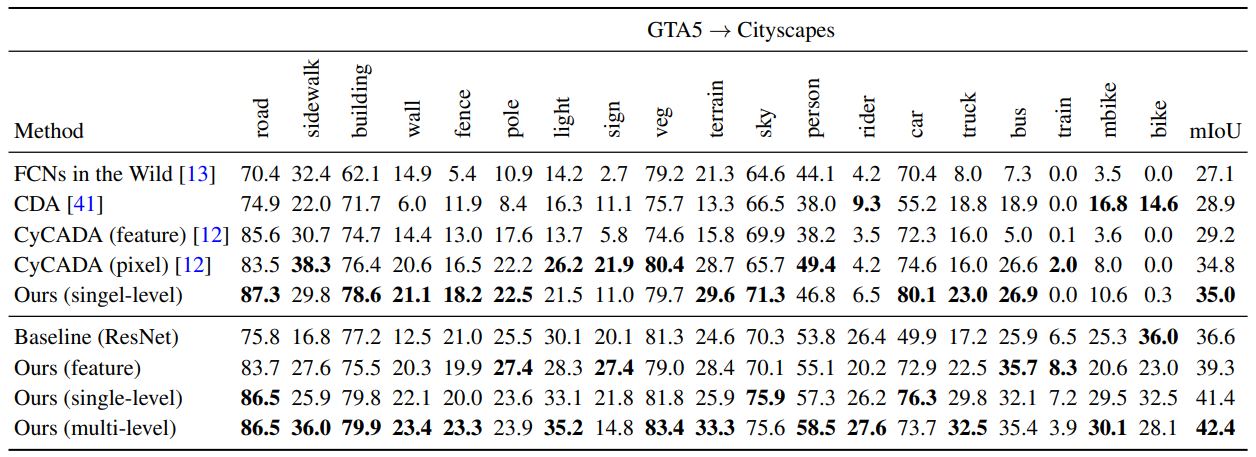 GTA5 → Cityscapes
Method road sidewalk building wall fence pole light sign veg terrain sky person rider car truck bus train mbike bike mIoU
FCNs in the Wild [13] 70.4 32.4 62.1 14.9 5.4 10.9 14.2 2.7 79.2 21.3 64.6 44.1 4.2 70.4 8.0 7.3 0.0 3.5 0.0 27.1
CDA [41] 74.9 22.0 71.7 6.0 11.9 8.4 16.3 11.1 75.7 13.3 66.5 38.0 9.3 55.2 18.8 18.9 0.0 16.8 14.6 28.9
CyCADA (feature) [12] 85.6 30.7 74.7 14.4 13.0 17.6 13.7 5.8 74.6 15.8 69.9 38.2 3.5 72.3 16.0 5.0 0.1 3.6 0.0 29.2
CyCADA (pixel) [12] 83.5 38.3 76.4 20.6 16.5 22.2 26.2 21.9 80.4 28.7 65.7 49.4 4.2 74.6 16.0 26.6 2.0 8.0 0.0 34.8
Ours (singel-level) 87.3 29.8 78.6 21.1 18.2 22.5 21.5 11.0 79.7 29.6 71.3 46.8 6.5 80.1 23.0 26.9 0.0 10.6 0.3 35.0
Baseline (ResNet) 75.8 16.8 77.2 12.5 21.0 25.5 30.1 20.1 81.3 24.6 70.3 53.8 26.4 49.9 17.2 25.9 6.5 25.3 36.0 36.6
Ours (feature) 83.7 27.6 75.5 20.3 19.9 27.4 28.3 27.4 79.0 28.4 70.1 55.1 20.2 72.9 22.5 35.7 8.3 20.6 23.0 39.3
Ours (single-level) 86.5 25.9 79.8 22.1 20.0 23.6 33.1 21.8 81.8 25.9 75.9 57.3 26.2 76.3 29.8 32.1 7.2 29.5 32.5 41.4
Ours (multi-level) 86.5 36.0 79.9 23.4 23.3 23.9 35.2 14.8 83.4 33.3 75.6 58.5 27.6 73.7 32.5 35.4 3.9 30.1 28.1 42.4